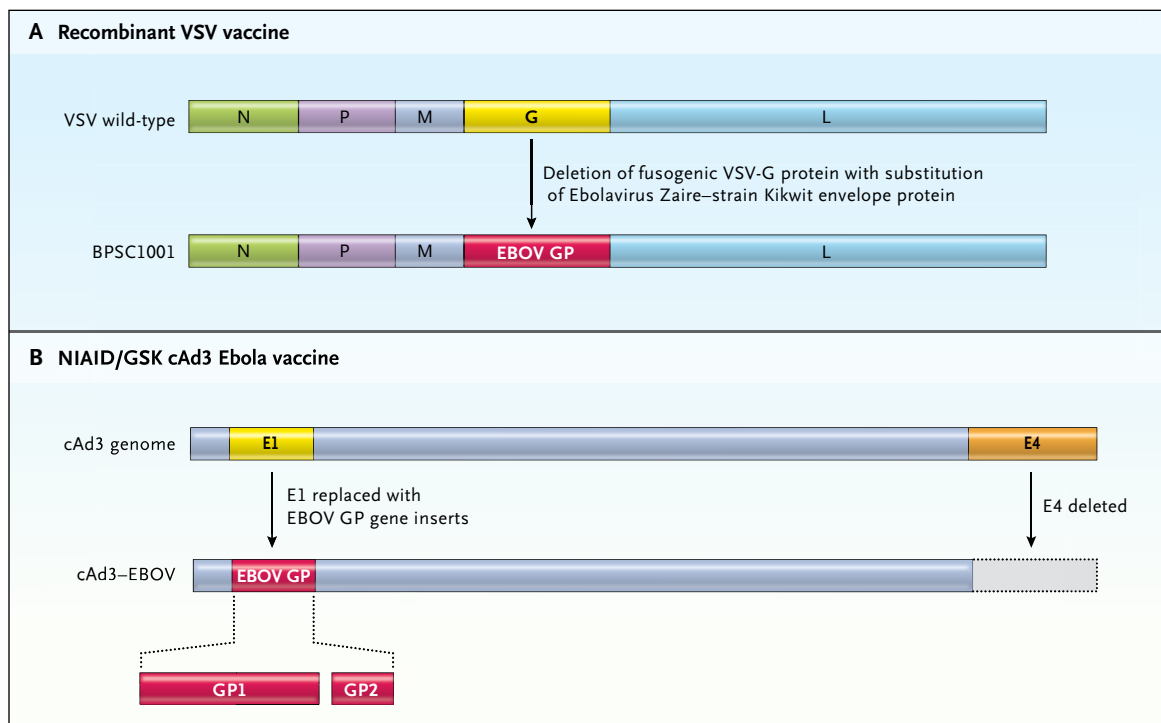 A Recombinant VSV vaccine
VSV wild-type
N P M G L
Deletion of fusogenic VSV-G protein with substitution
of Ebolavirus Zaire–strain Kikwit envelope protein
BPSC1001
N P M EBOV GP L
B NIAID/GSK cAd3 Ebola vaccine
cAd3 genome
E1 E4
E1 replaced with
EBOV GP gene inserts
E4 deleted
cAd3–EBOV
EBOV GP
GP1 GP2